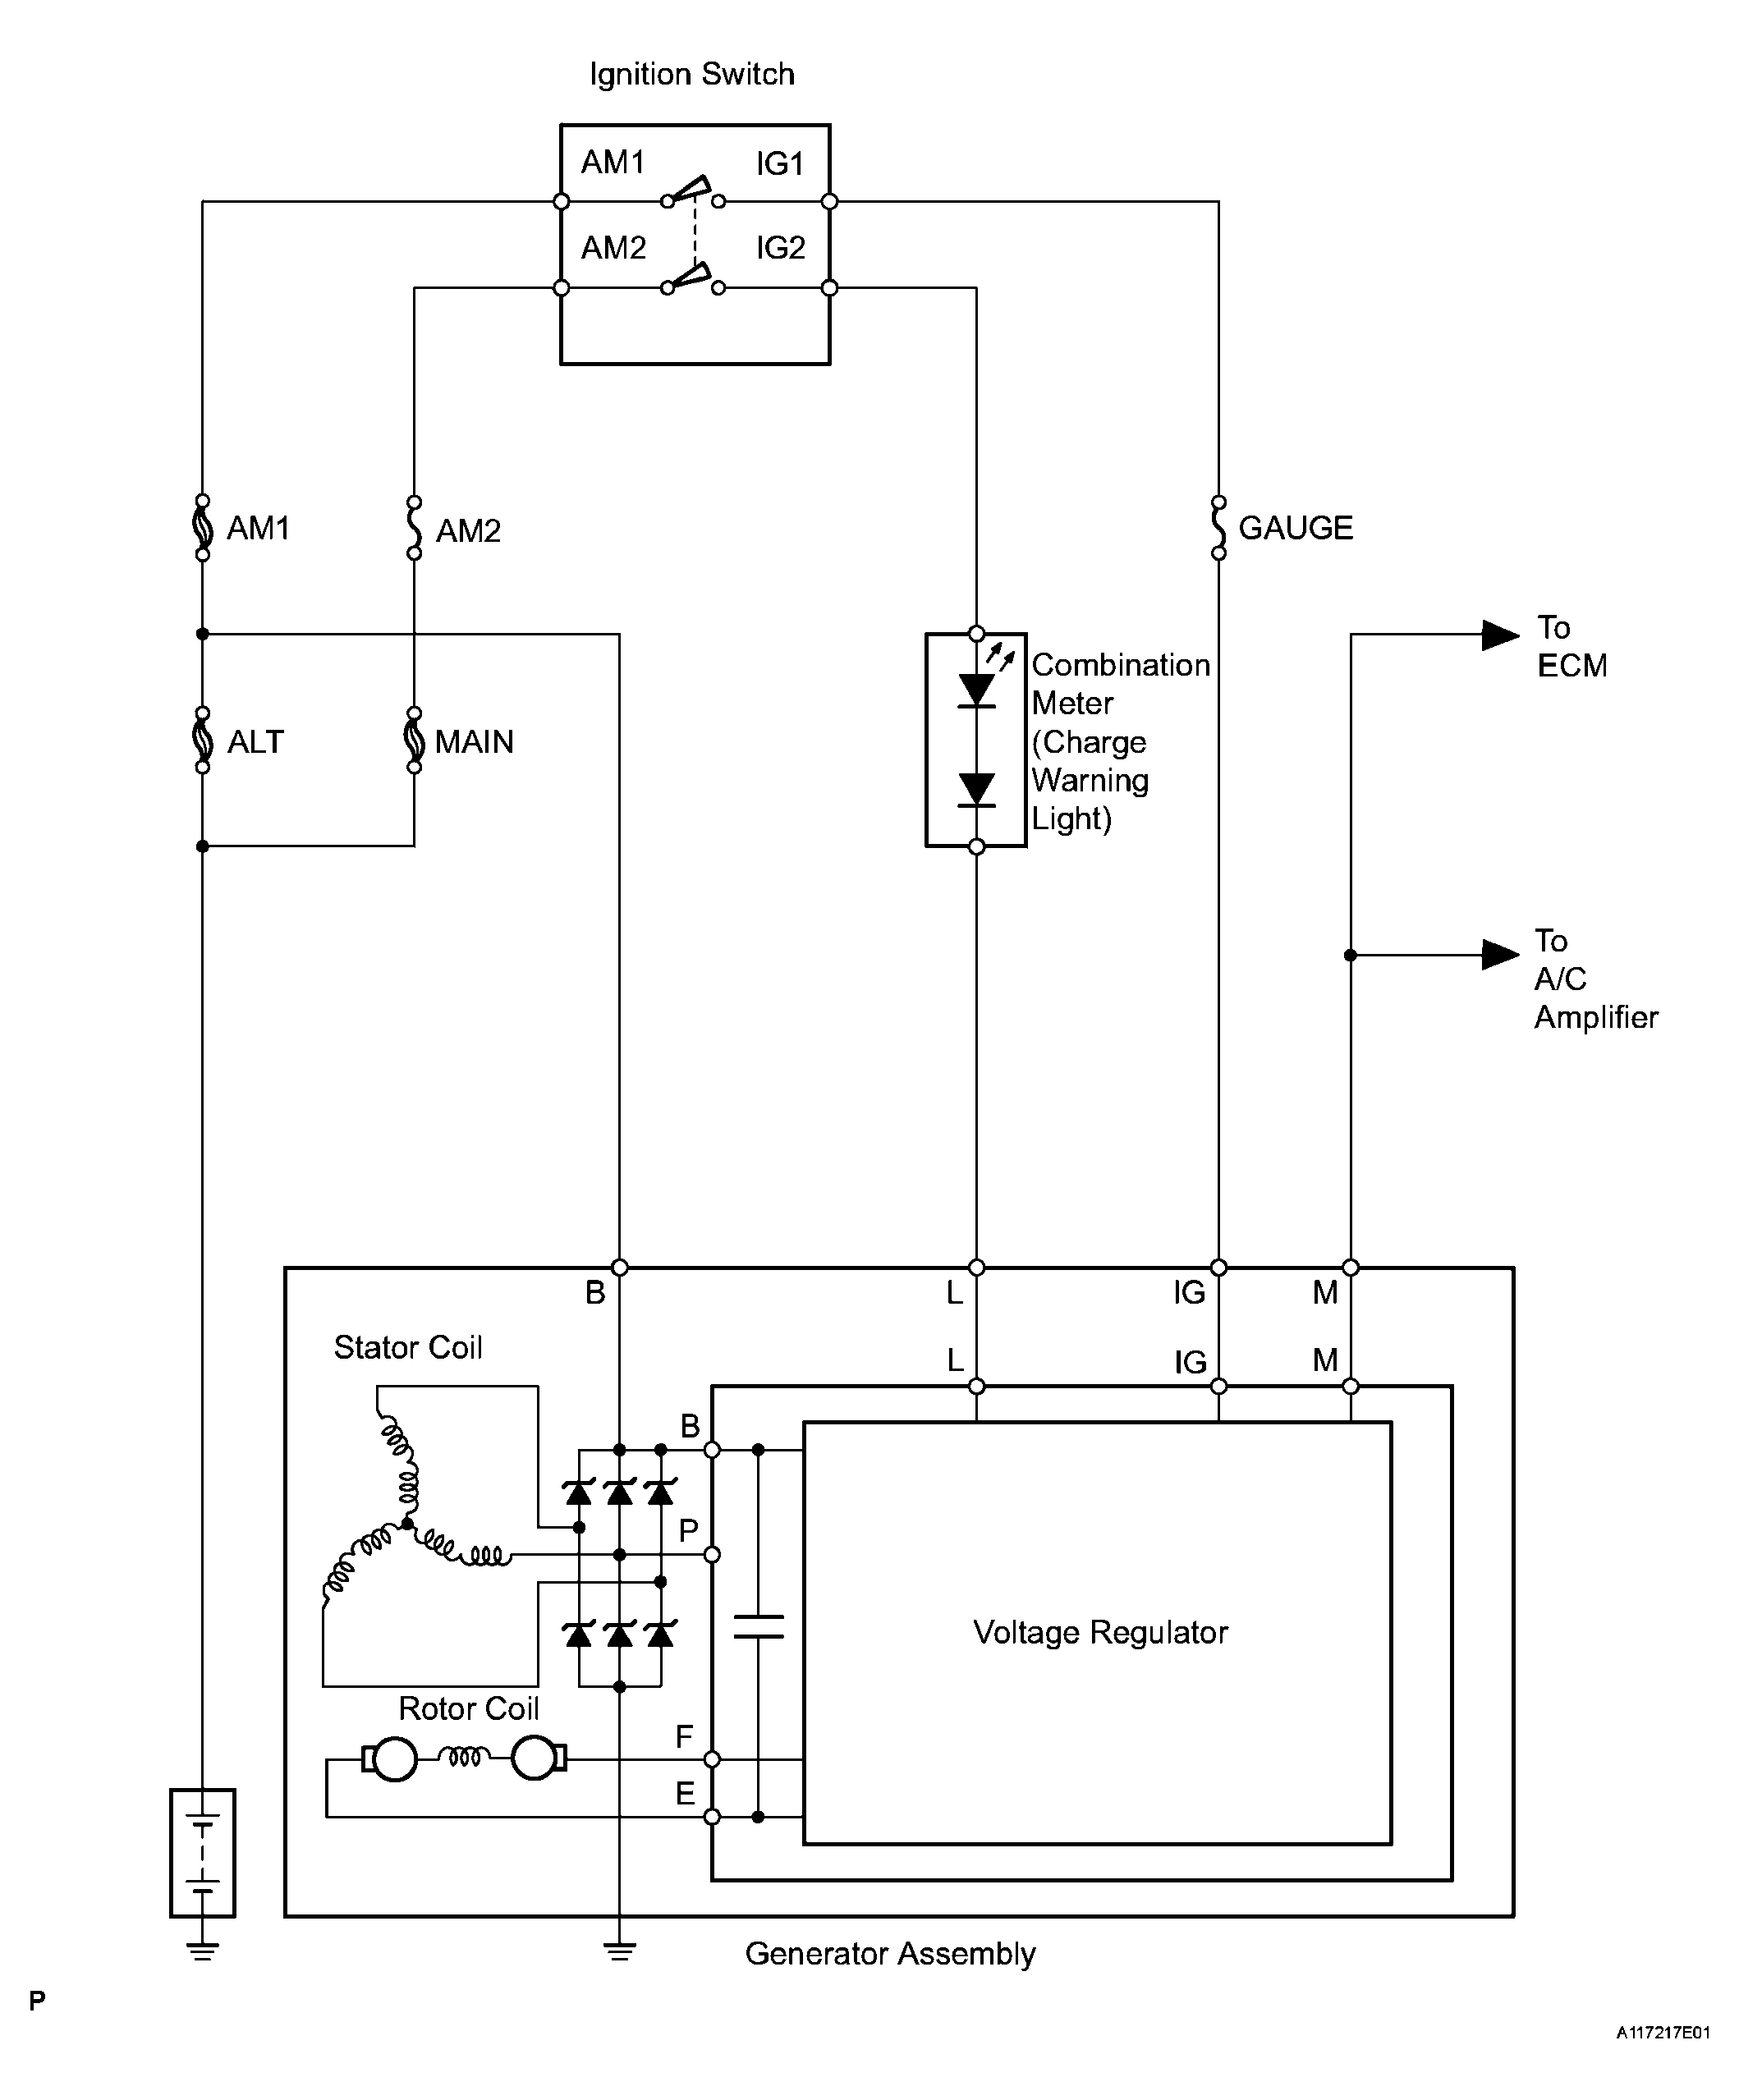 Ignition Switch
AM1 IG1
AM2 IG2
AM1
AM2
GAUGE
To
ECM
Combination
Meter
(Charge
Warning
Light)
ALT
MAIN
To
A/C
Amplifier
B L IG M
Stator Coil
L IG M
B
P
Voltage Regulator
Rotor Coil
F
E
Generator Assembly
P
A117217E01